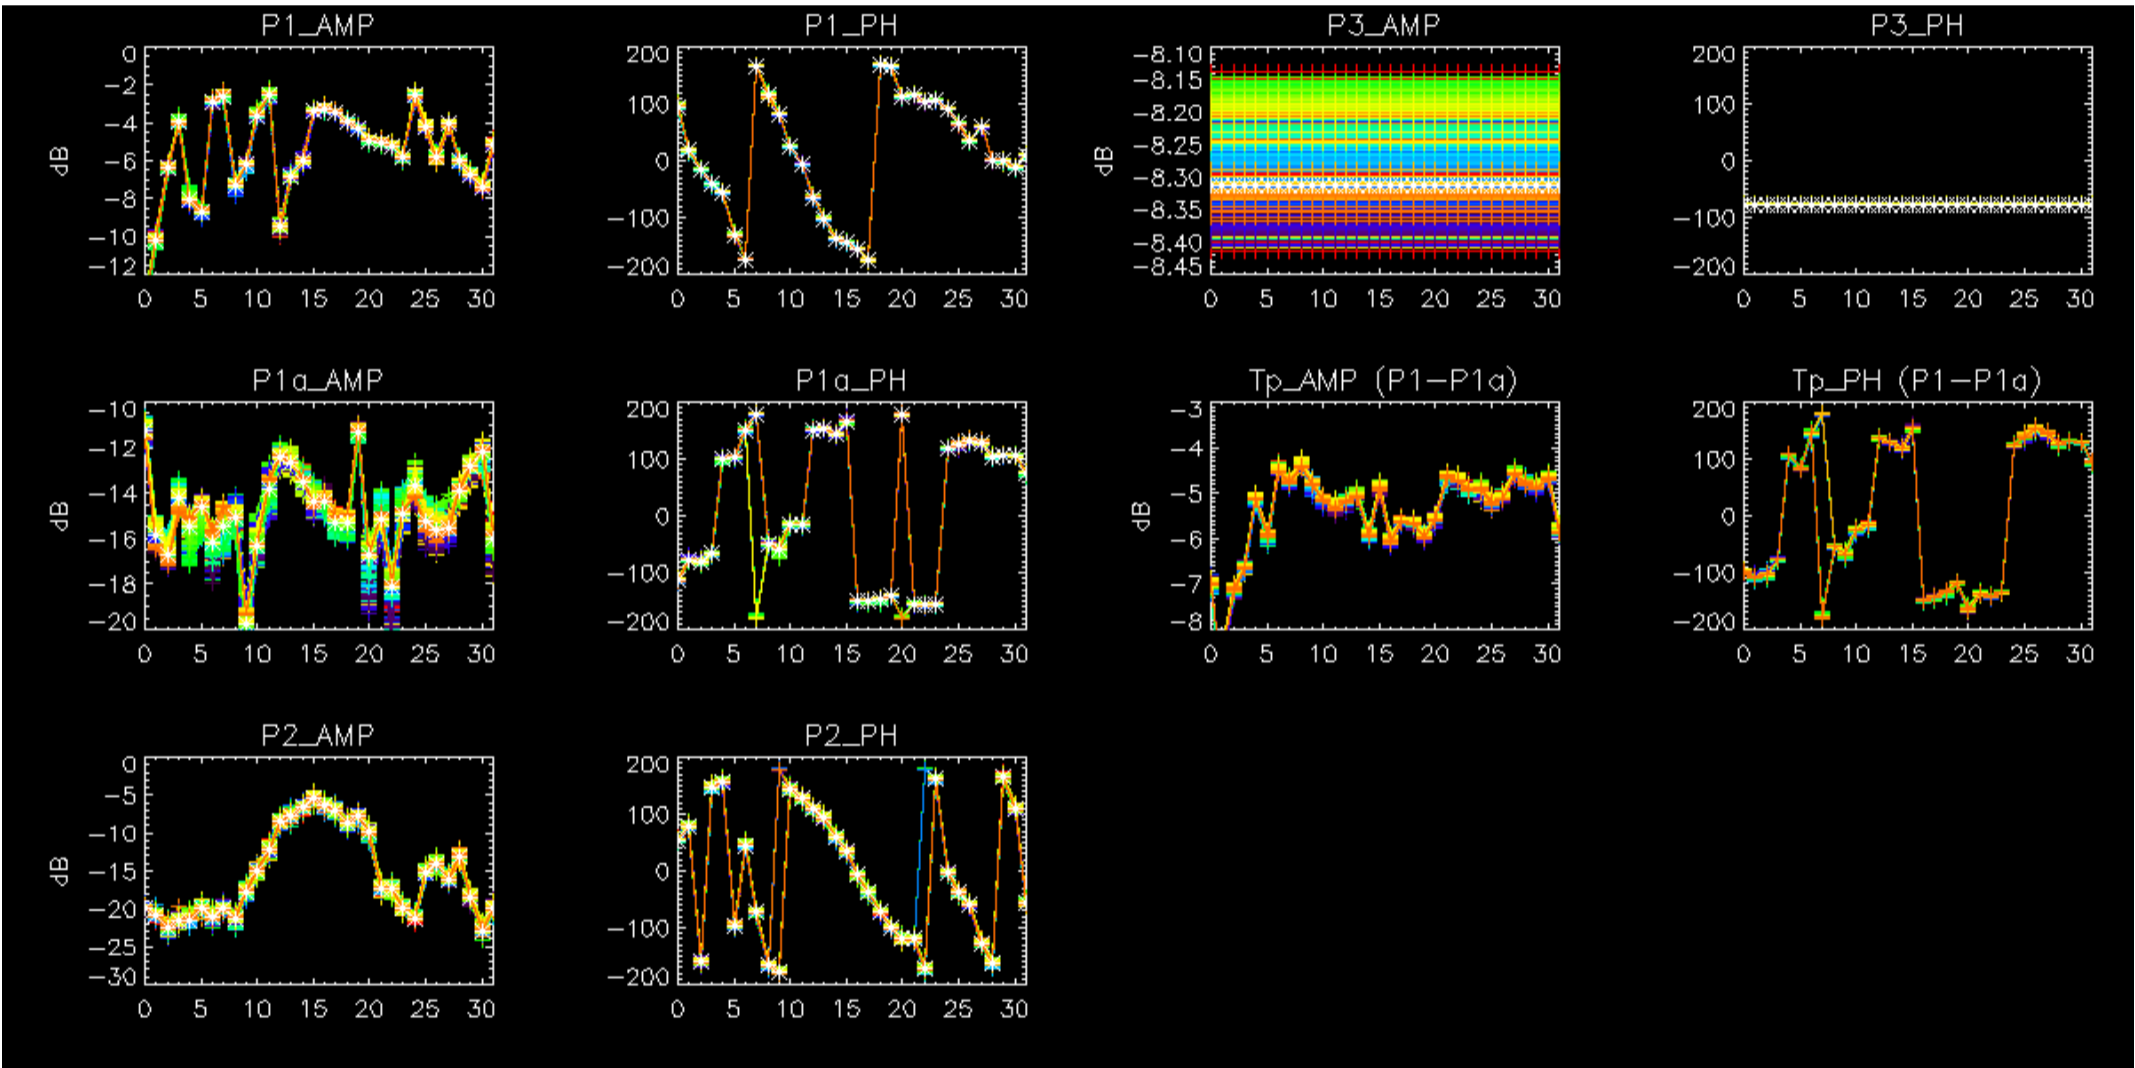 P1_AMP
0
−2
−4
−6
−8
−10
−12
dB
0 5 10 15 20 25 30
P1_PH
200
100
0
−100
−200
0 5 10 15 20 25 30
P3_AMP
−8.10
−8.15
−8.20
−8.25
−8.30
−8.35
−8.40
−8.45
dB
0 5 10 15 20 25 30
P3_PH
200
100
0
−100
−200
0 5 10 15 20 25 30
P1a_AMP
−10
−12
−14
−16
−18
−20
dB
0 5 10 15 20 25 30
P1a_PH
200
100
0
−100
−200
0 5 10 15 20 25 30
Tp_AMP (P1−P1a)
−3
−4
−5
−6
−7
−8
dB
0 5 10 15 20 25 30
Tp_PH (P1−P1a)
200
100
0
−100
−200
0 5 10 15 20 25 30
P2_AMP
0
−5
−10
−15
−20
−25
−30
dB
0 5 10 15 20 25 30
P2_PH
200
100
0
−100
−200
0 5 10 15 20 25 30